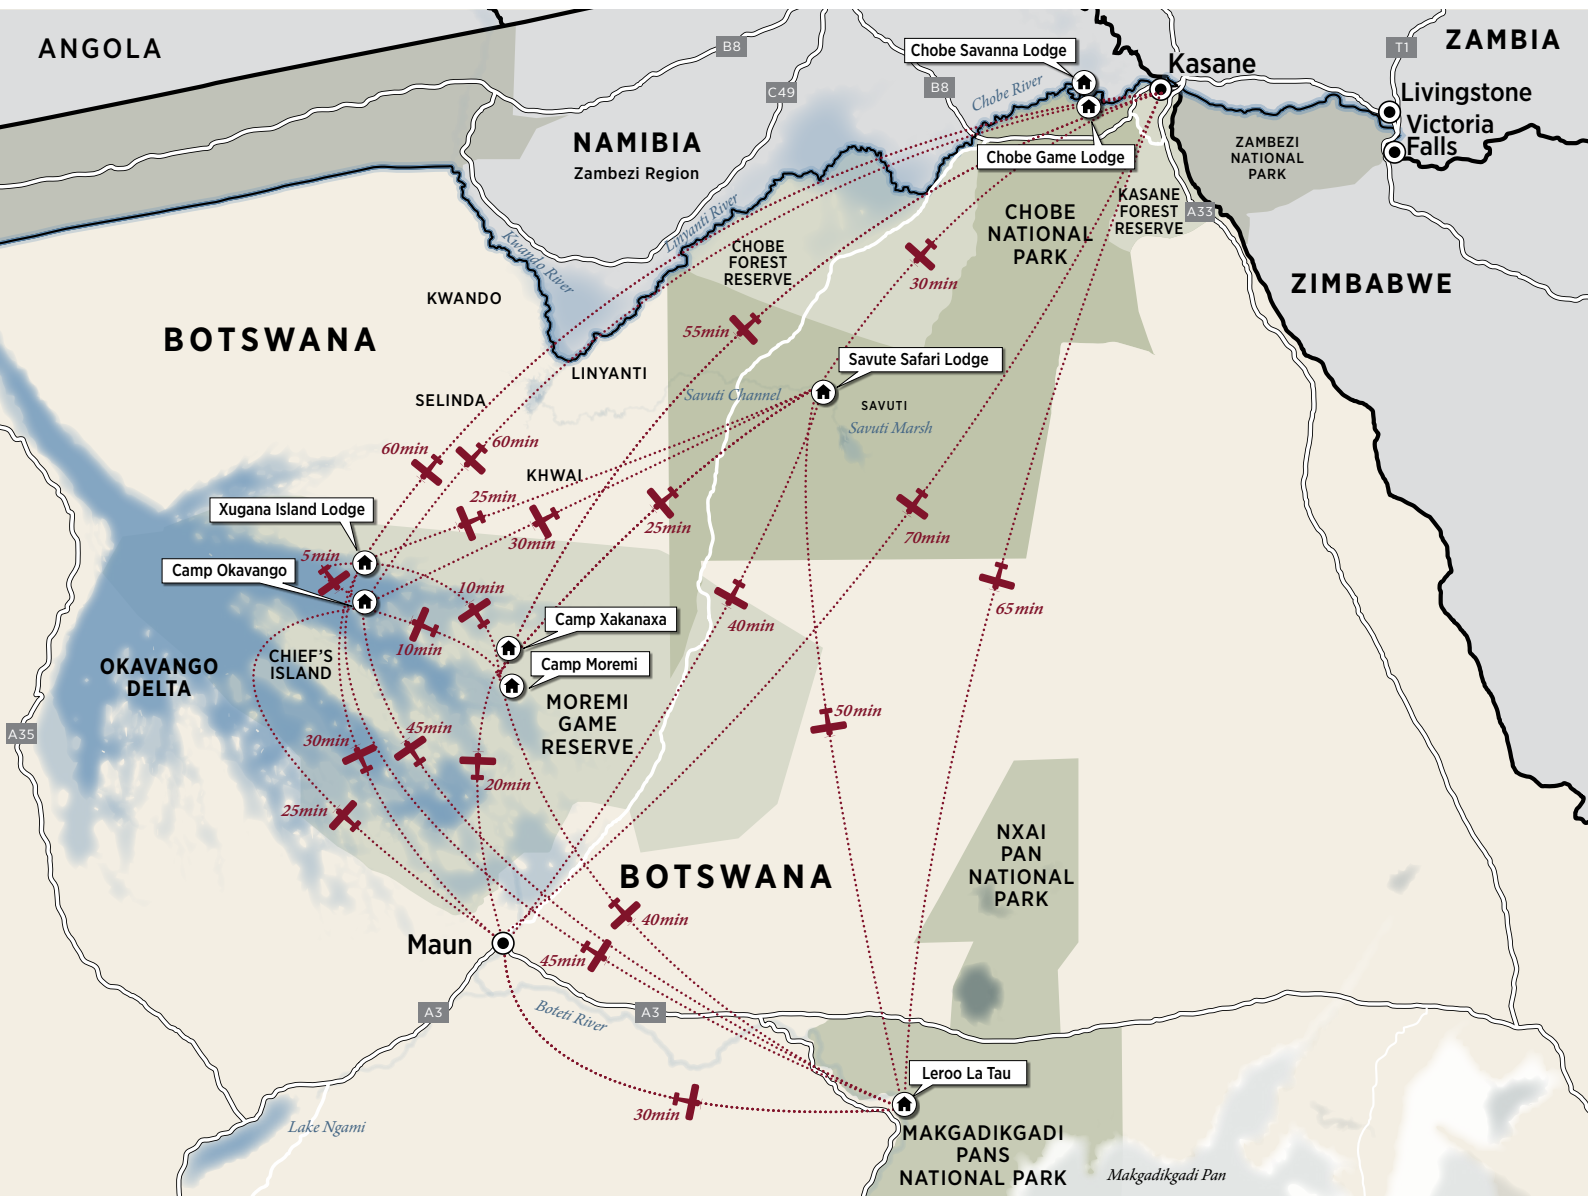 ANGOLA
B8
Chobe Savanna Lodge
ZAMBIA
T1
Kasane
C49
B8
Chobe River
Livingstone
Victoria
Falls
NAMIBIA
Zambezi Region
Chobe Game Lodge
ZAMBEZI
NATIONAL
PARK
KASANE
FOREST
RESERVE
A33
CHOBE
NATIONAL
PARK
Linyanti River
Kwando River
CHOBE
FOREST
RESERVE
30min
ZIMBABWE
KWANDO
BOTSWANA
55min
LINYANTI
Savute Safari Lodge
SELINDA
Savuti Channel
SAVUTI
Savuti Marsh
60min
60min
KHWAI
25min
30min
25min
70min
Xugana Island Lodge
5min
Camp Okavango
10min
65min
10min
Camp Xakanaxa
40min
Camp Moremi
OKAVANGO
DELTA
CHIEF'S
ISLAND
MOREMI
GAME
RESERVE
50min
A35
30min
45min
20min
25min
NXAI
PAN
NATIONAL
PARK
BOTSWANA
40min
Maun
45min
A3
Boteti River
A3
Leroo La Tau
30min
Lake Ngami
MAKGADIKGADI
PANS
NATIONAL PARK
Makgadikgadi Pan